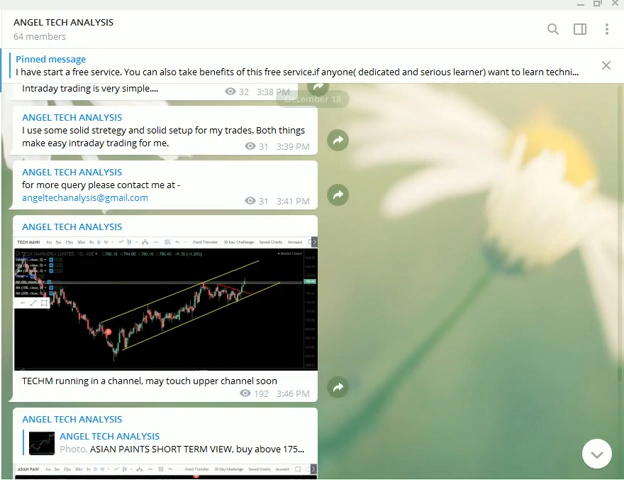 ANGEL TECH ANALYSIS
64 members
Pinned message
I have start a free service. You can also take benefits of this free service.if anyone( dedicated and serious learner) want to learn techni...
December 18
Intraday trading is very simple....
32 3:38 PM
ANGEL TECH ANALYSIS
I use some solid stretegy and solid setup for my trades. Both things
make easy intraday trading for me.
31 3:39 PM
ANGEL TECH ANALYSIS
for more query please contact me at -
angeltechanalysis@gmail.com
31 3:41 PM
ANGEL TECH ANALYSIS
TECHM running in a channel, may touch upper channel soon
192 3:46 PM
ANGEL TECH ANALYSIS
ANGEL TECH ANALYSIS
Photo. ASIAN PAINTS SHORT TERM VIEW, buy above 175...